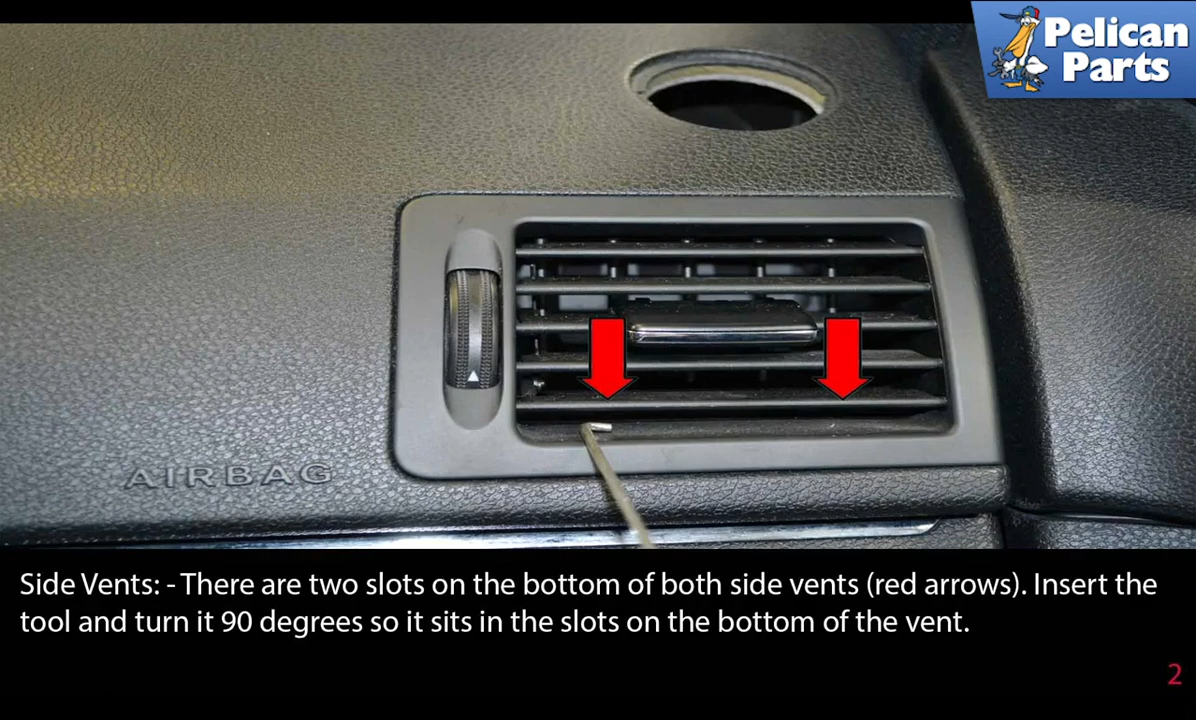 Pelican
Parts
AIRBAG
Side Vents: - There are two slots on the bottom of both side vents (red arrows). Insert the
tool and turn it 90 degrees so it sits in the slots on the bottom of the vent.
2